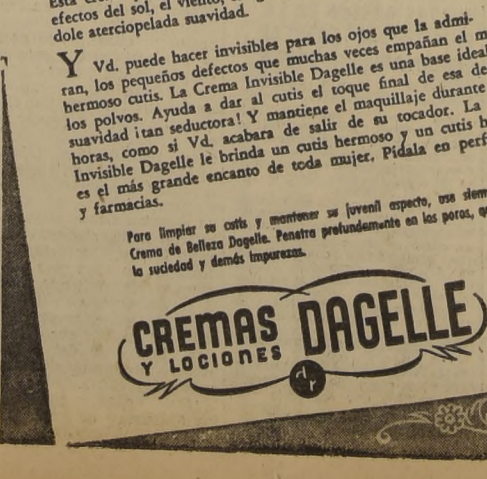 efectos del sol, el viento,
dole aterciopelada suavidad.
Y Vd. puede hacer invisibles para los ojos que la admi-
ran, los pequeños defectos que muchas veces empañan el
hermoso cutis. La Crema Invisible Dagelle es una base ideal
los polvos. Ayuda a dar al cutis el toque final de esa de
suavidad ¡tan seductora! Y mantiene el maquillaje durante
horas, como si Vd. acabara de salir de su tocador. La
Invisible Dagelle le brinda un cutis hermoso y un cutis h
es el más grande encanto de toda mujer. Pídala en perf
y farmacias.
Para limpiar su cutis y mantener su juvenil aspecto, use siem
Crema de Belleza Dagelle. Penetra profundamente en los poros, q
la suciedad y demás impurezas.
CREMAS DAGELLE
Y LOCIONES
dr